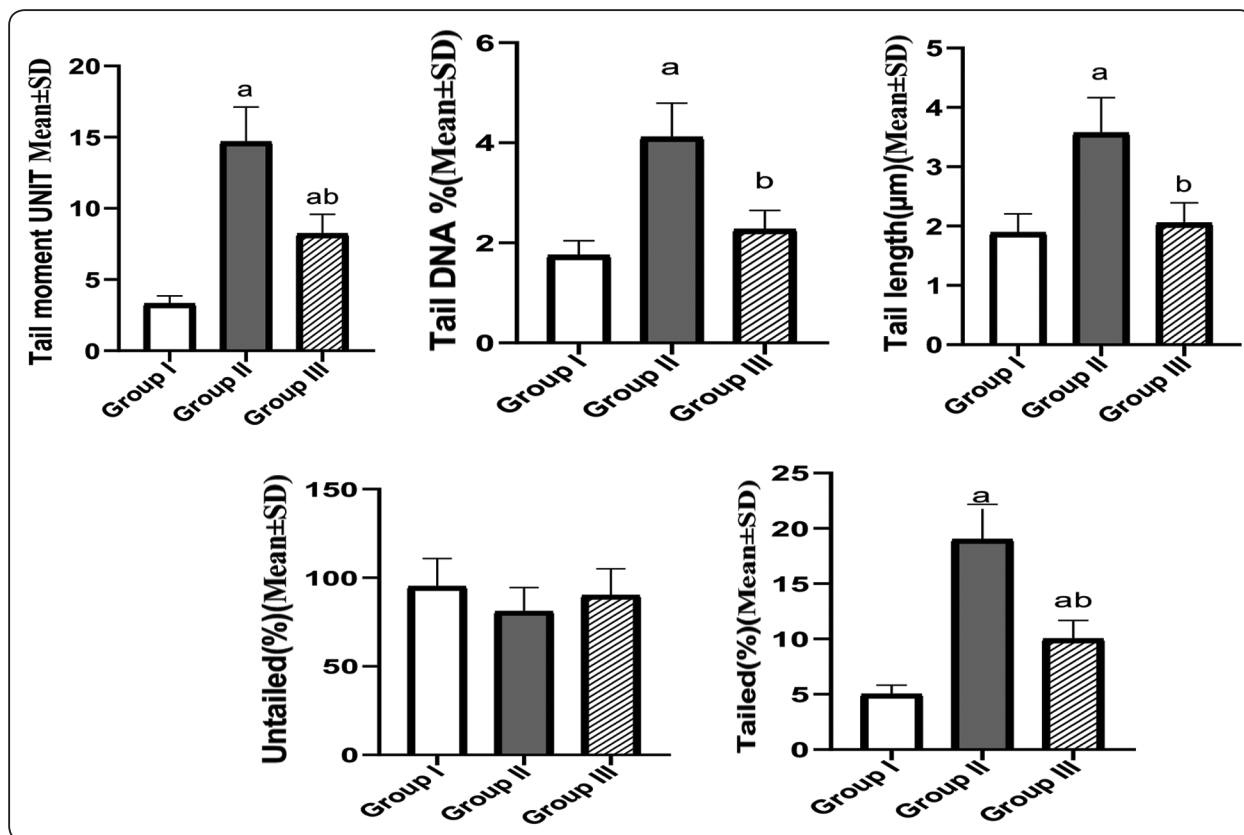 Tail moment UNIT Mean±SD
20
15
10
5
0
a
ab
Group I
Group II
Group III
Tail DNA %(Mean±SD)
6
4
2
0
a
b
Group I
Group II
Group III
Tail length(µm)(Mean±SD)
5
4
3
2
1
0
a
b
Group I
Group II
Group III
Untailed(%)(Mean±SD)
150
100
50
0
Group I
Group II
Group III
Tailed(%)(Mean±SD)
25
20
15
10
5
0
a
ab
Group I
Group II
Group III